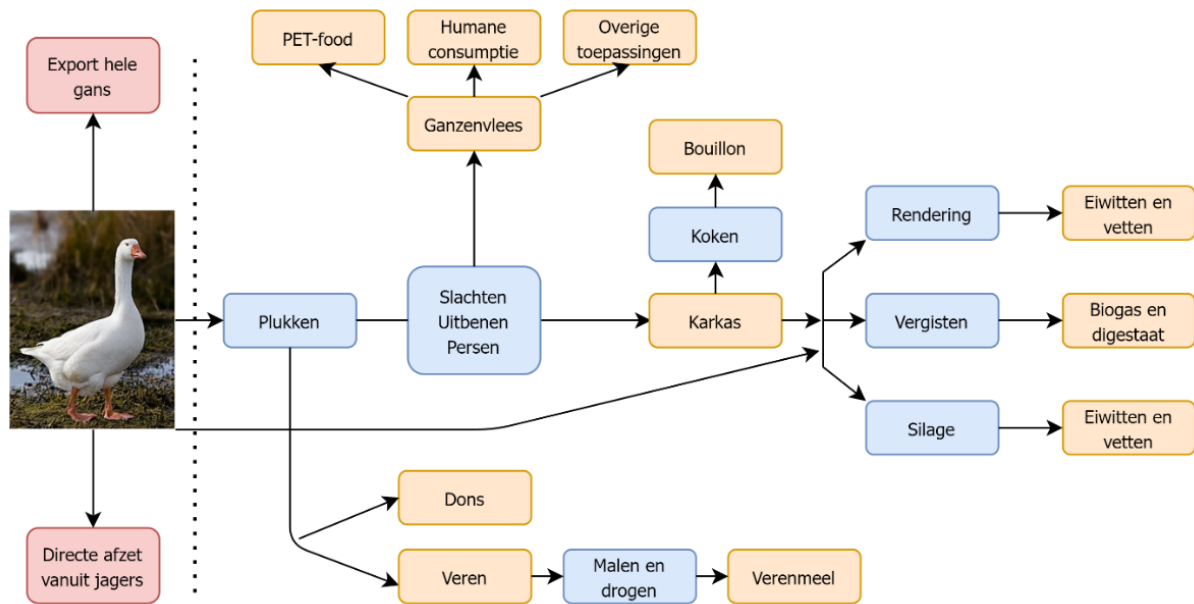 PET-food
Humane
consumptie
Overige
toepassingen
Export hele
gans
Ganzenvlees
Bouillon
Rendering
Eiwitten en
vetten
Koken
Plukken
Slachten
Uitbenen
Persen
Karkas
Vergisten
Biogas en
digestaat
Silage
Eiwitten en
vetten
Dons
Directe afzet
vanuit jagers
Veren
Malen en
drogen
Verenmeel